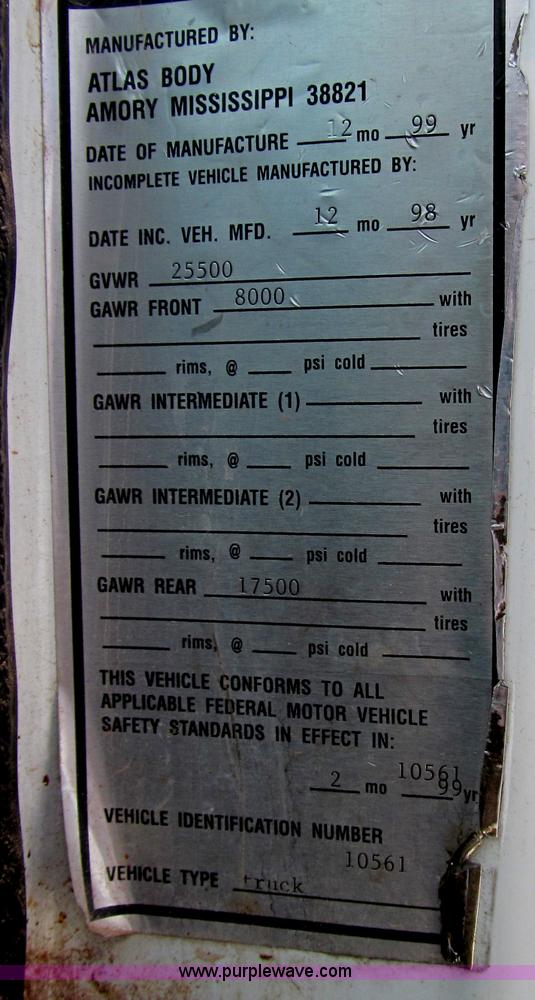 MANUFACTURED BY:
ATLAS BODY
AMORY MISSISSIPPI 38821
DATE OF MANUFACTURE 12 mo 99 yr
INCOMPLETE VEHICLE MANUFACTURED BY:
DATE INC. VEH. MFD. 12 mo 98 yr
GVWR 25500
GAWR FRONT 8000 with
tires
rims, @ psi cold
GAWR INTERMEDIATE (1) with
tires
rims, @ psi cold
GAWR INTERMEDIATE (2) with
tires
rims, @ psi cold
GAWR REAR 17500 with
tires
rims, @ psi cold
THIS VEHICLE CONFORMS TO ALL
APPLICABLE FEDERAL MOTOR VEHICLE
SAFETY STANDARDS IN EFFECT IN:
10561
2 mo 99 yr
VEHICLE IDENTIFICATION NUMBER
10561
VEHICLE TYPE truck
www.purplewave.com